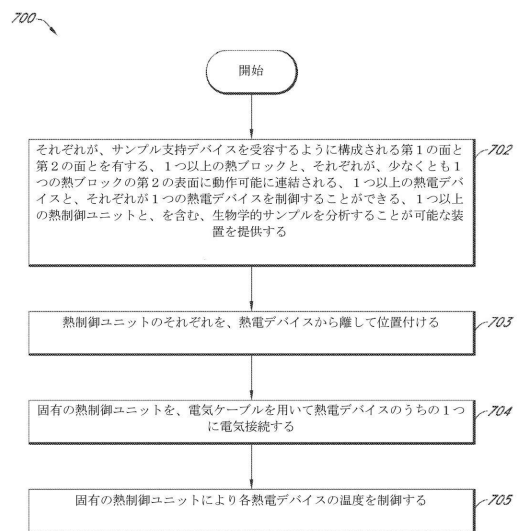 700
開始
それぞれが、サンプル支持デバイスを受容するように構成される第1の面と
第2の面とを有する、1つ以上の熱ブロックと、それぞれが、少なくとも1
つの熱ブロックの第2の表面に動作可能に連結される、1つ以上の熱電デバ
イスと、それぞれが1つの熱電デバイスを制御することができる、1つ以上
の熱制御ユニットと、を含む、生物学的サンプルを分析することが可能な装
置を提供する
702
熱制御ユニットのそれぞれを、熱電デバイスから離して位置付ける
703
固有の熱制御ユニットを、電気ケーブルを用いて熱電デバイスのうちの1つ
に電気接続する
704
固有の熱制御ユニットにより各熱電デバイスの温度を制御する
705